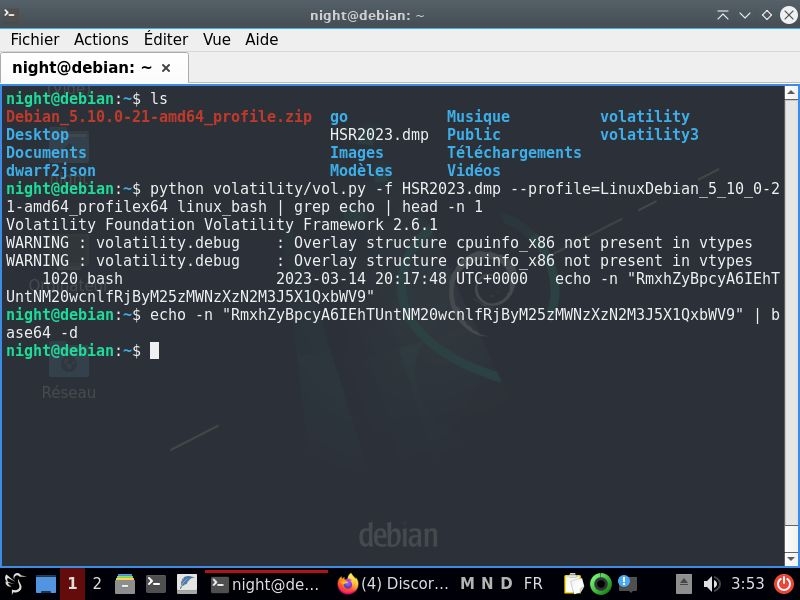 night@debian: ~
Fichier Actions Éditer Vue Aide
night@debian: ~ ×
night@debian:~$ ls
Debian_5.10.0-21-amd64_profile.zip go Musique volatility
Desktop HSR2023.dmp Public volatility3
Documents Images Téléchargements
dwarf2json Modèles Vidéos
night@debian:~$ python volatility/vol.py -f HSR2023.dmp --profile=LinuxDebian_5_10_0-2
1-amd64_profilex64 linux_bash | grep echo | head -n 1
Volatility Foundation Volatility Framework 2.6.1
WARNING : volatility.debug    : Overlay structure cpuinfo_x86 not present in vtypes
WARNING : volatility.debug    : Overlay structure cpuinfo_x86 not present in vtypes
1020 bash 2023-03-14 20:17:48 UTC+0000 echo -n "RmxhZyBpcyA6IEhT
UntNM20wcnlfRjByM25zMWNzXzN2M3J5X1QxbWV9"
night@debian:~$ echo -n "RmxhZyBpcyA6IEhTUntNM20wcnlfRjByM25zMWNzXzN2M3J5X1QxbWV9" | b
ase64 -d
night@debian:~$
Réseau
debian
1 2 night@de... (4) Discor... M N D FR 3:53